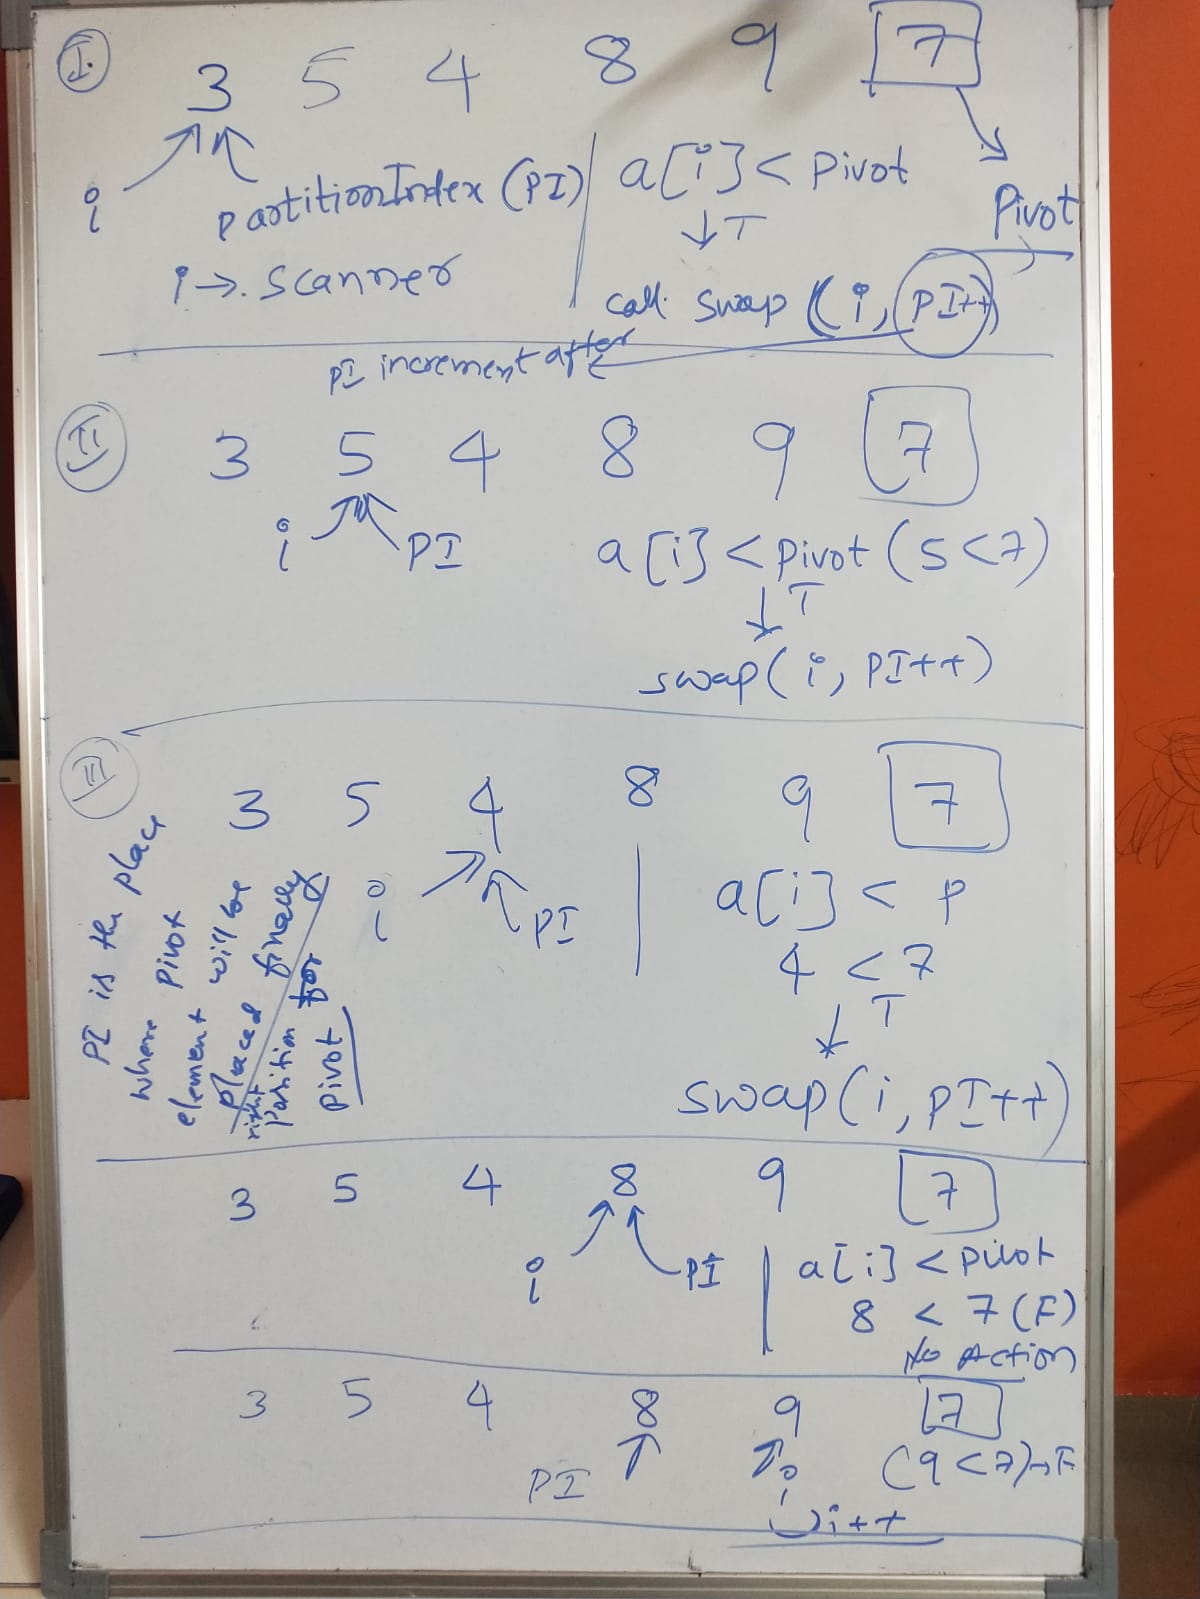 I.
3 5 4 8 9 7
i
PartitionIndex (PI)
i → Scanner
a[i] < Pivot
↓ T
call swap (i, PI++)
Pivot
PI increment after
II
3 5 4 8 9 7
i PI
a[i] < Pivot (5<7)
↓ T
swap(i, PI++)
III
3 5 4 8 9 7
i PI
a[i] < P
4 < 7
↓ T
swap(i, PI++)
PI is the place
where pivot
element will be
placed finally
right
Position for
pivot
3 5 4 8 9 7
i PI
a[i] < pivot
8 < 7 (F)
No Action
3 5 4 8 9 7
PI i (9<7)→F
i++